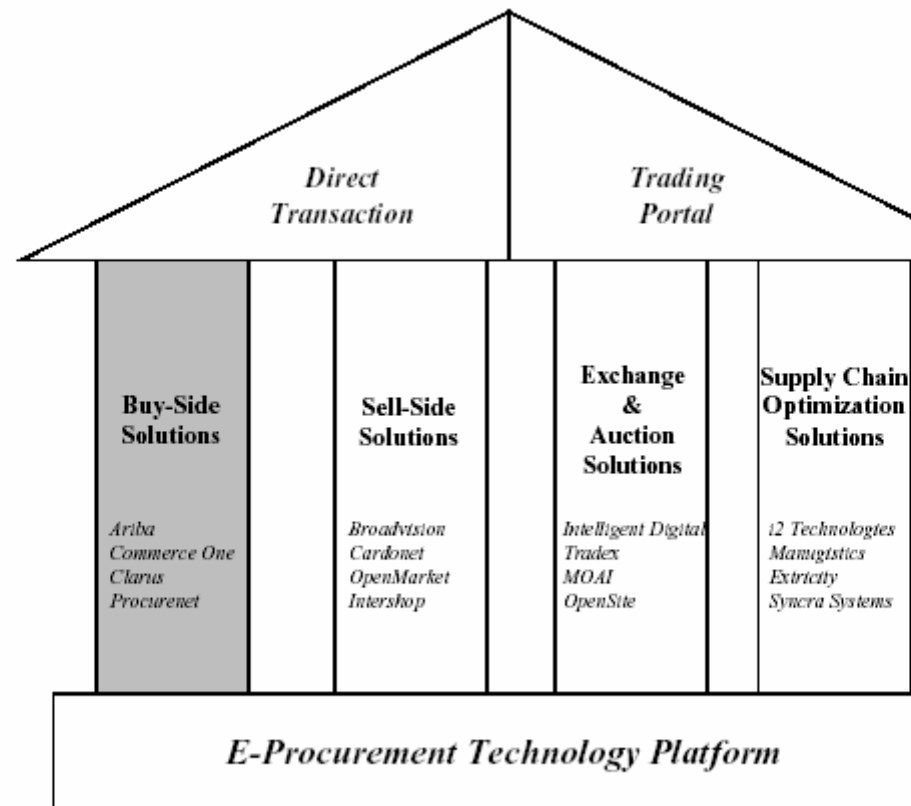 Direct
Transaction
Trading
Portal
Buy-Side
Solutions
Ariba
Commerce One
Clarus
Procurenet
Sell-Side
Solutions
Broadvision
Cardonet
OpenMarket
Intershop
Exchange
&
Auction
Solutions
Intelligent Digital
Tradex
MOAI
OpenSite
Supply Chain
Optimization
Solutions
i2 Technologies
Manugistics
Extricity
Syncra Systems
E-Procurement Technology Platform